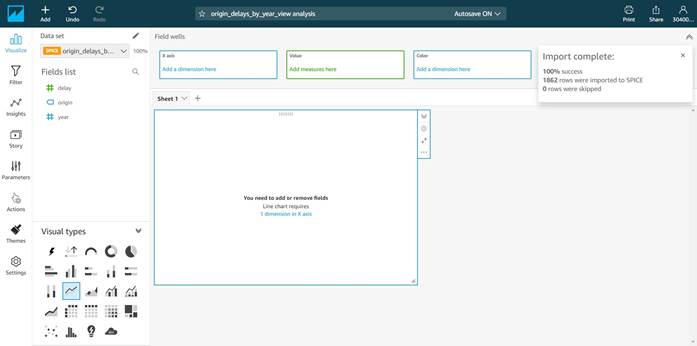 Add
Undo
Redo
origin_delays_by_year_view analysis
Autosave ON
Print
Share
30400...
Visualize
Filter
Insights
Story
Parameters
Actions
Themes
Settings
Data set
SPICE
origin_delays_b...
100%
Fields list
delay
origin
year
Visual types
Field wells
X axis
Add a dimension here
Value
Add measures here
Color
Add a dimension here
Import complete:
100% success
1862 rows were imported to SPICE
0 rows were skipped
Sheet 1
You need to add or remove fields
Line chart requires
1 dimension in X axis